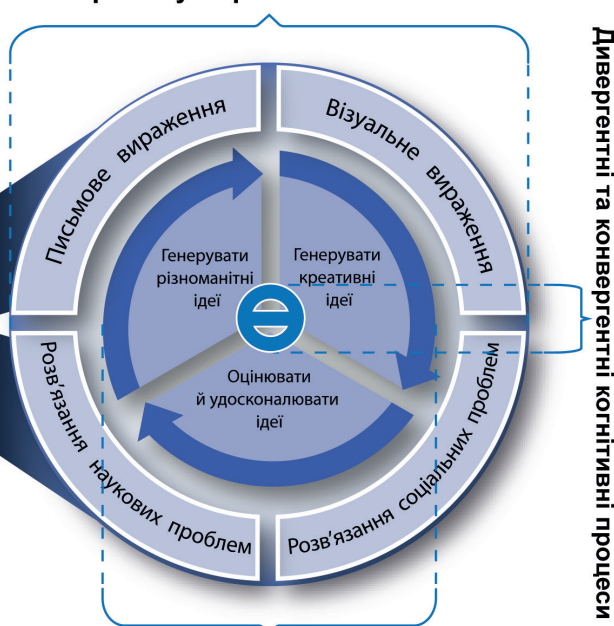 Письмове вираження
Візуальне вираження
Генерувати
різноманітні
ідеї
Генерувати
креативні
ідеї
Оцінювати
й удосконалювати
ідеї
Розв'язання наукових проблем
Розв'язання соціальних проблем
Дивергентні та конвергентні когнітивні процеси